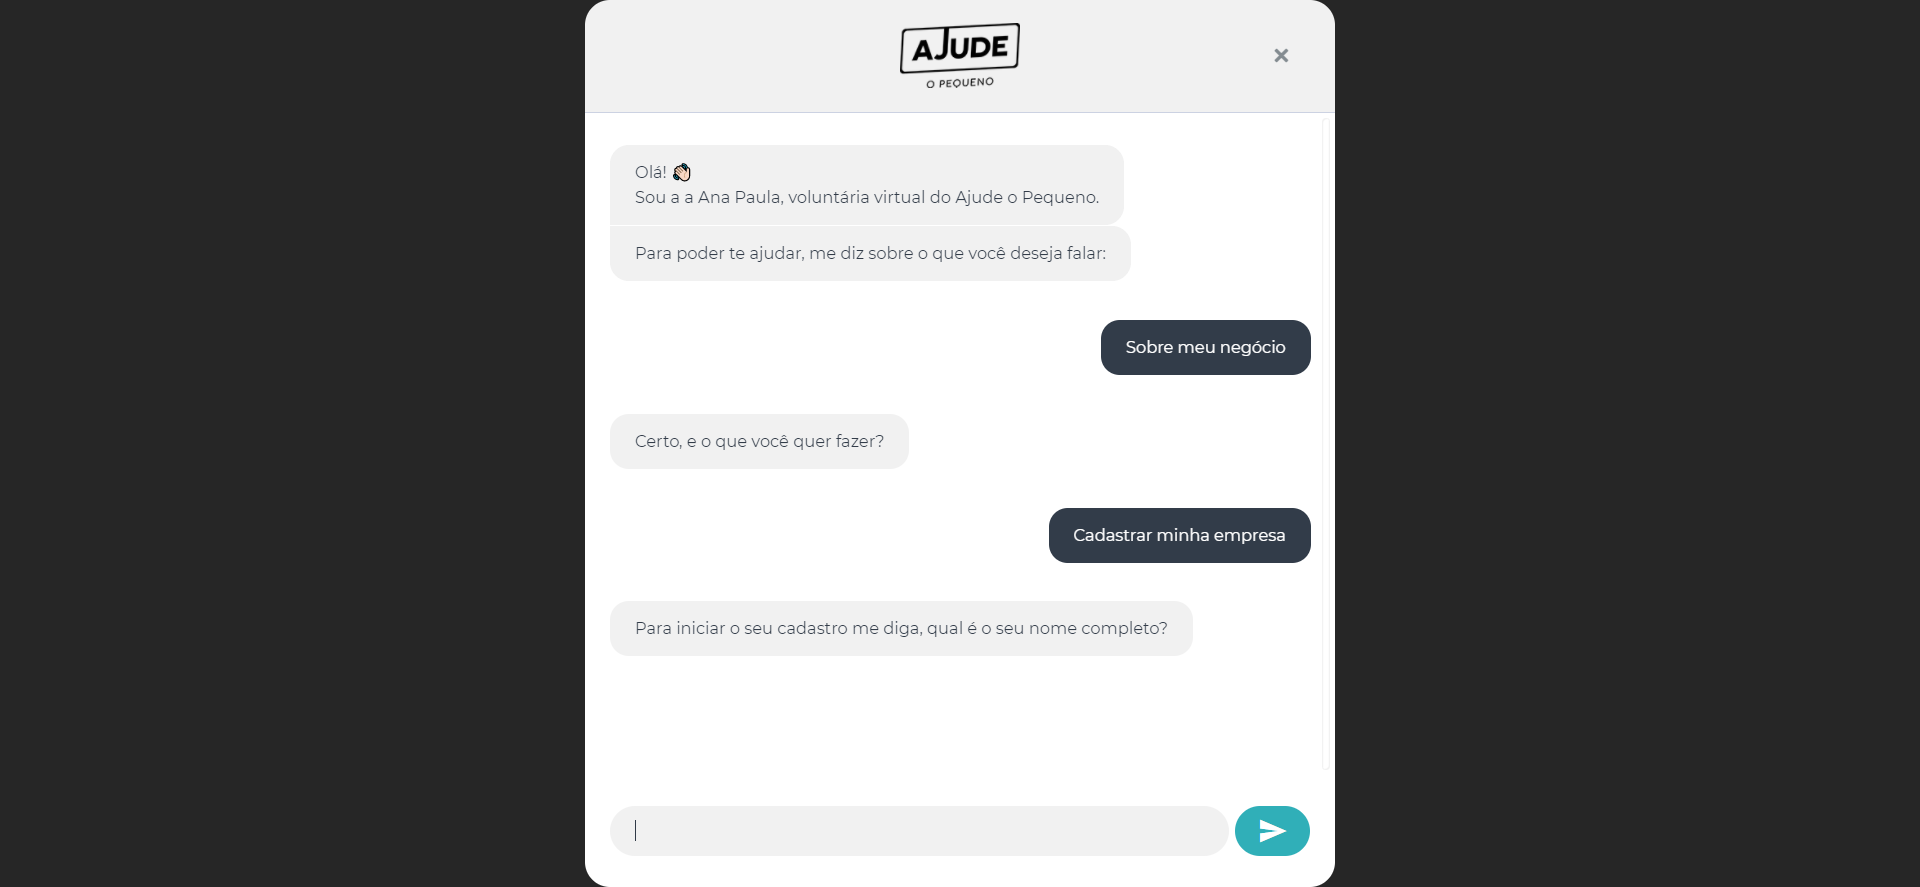 AJUDE
O PEQUENO
Olá! 👋🏻
Sou a a Ana Paula, voluntária virtual do Ajude o Pequeno.
Para poder te ajudar, me diz sobre o que você deseja falar:
Sobre meu negócio
Certo, e o que você quer fazer?
Cadastrar minha empresa
Para iniciar o seu cadastro me diga, qual é o seu nome completo?